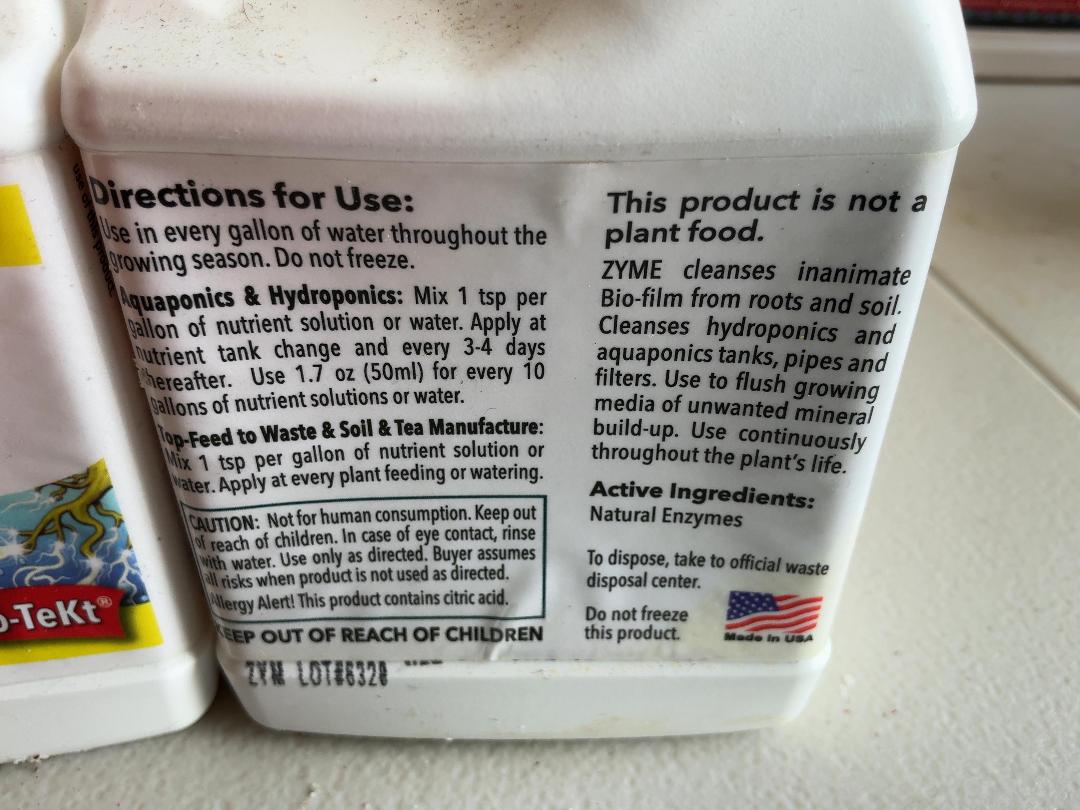 Directions for Use:
Use in every gallon of water throughout the
growing season. Do not freeze.
Aquaponics & Hydroponics: Mix 1 tsp per
gallon of nutrient solution or water. Apply at
nutrient tank change and every 3-4 days
thereafter. Use 1.7 oz (50ml) for every 10
gallons of nutrient solutions or water.
Top-Feed to Waste & Soil & Tea Manufacture:
Mix 1 tsp per gallon of nutrient solution or
water. Apply at every plant feeding or watering.
CAUTION: Not for human consumption. Keep out
of reach of children. In case of eye contact, rinse
with water. Use only as directed. Buyer assumes
all risks when product is not used as directed.
Allergy Alert! This product contains citric acid.
KEEP OUT OF REACH OF CHILDREN
ZYM LOT#6320
This product is not a
plant food.
ZYME cleanses inanimate
Bio-film from roots and soil.
Cleanses hydroponics and
aquaponics tanks, pipes and
filters. Use to flush growing
media of unwanted mineral
build-up. Use continuously
throughout the plant's life.
Active Ingredients:
Natural Enzymes
To dispose, take to official waste
disposal center.
Do not freeze
this product.
Made in USA
o-TeKt®